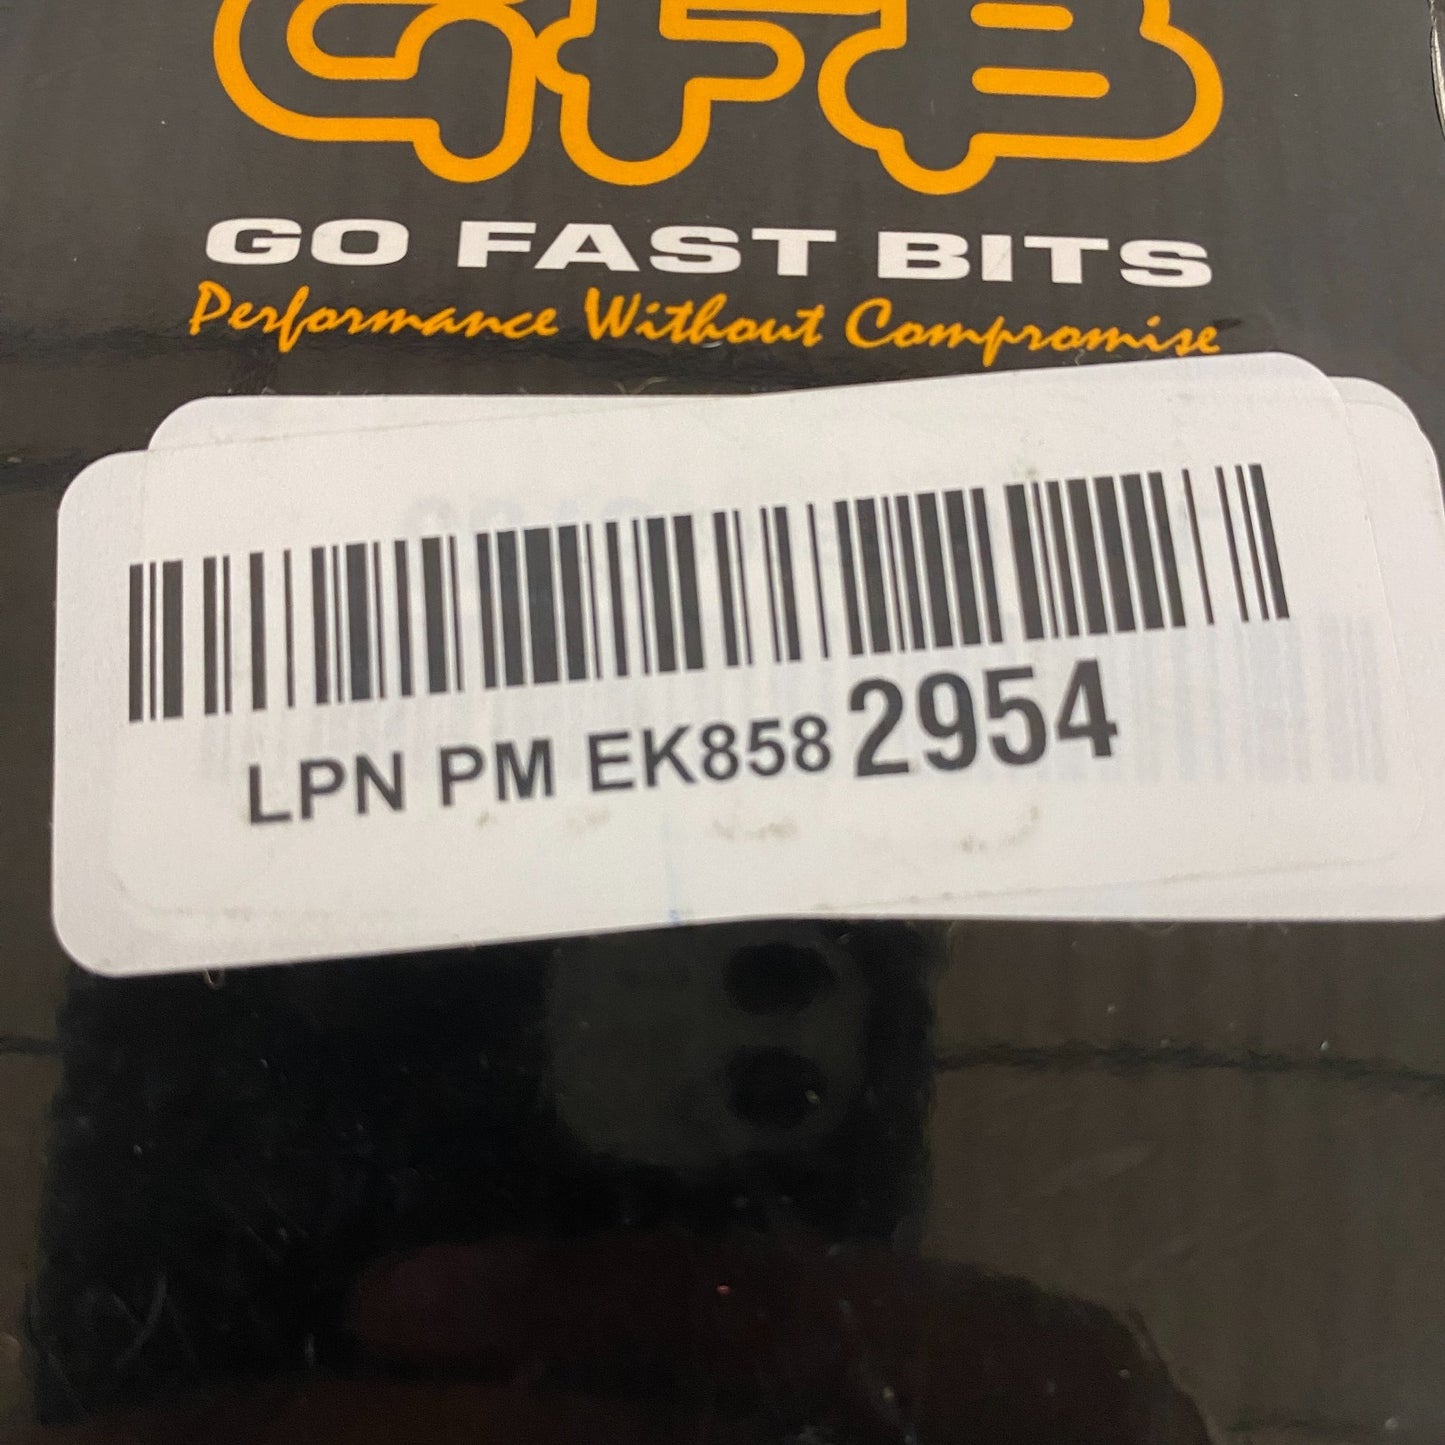 GFB
GO FAST BITS
Performance Without Compromise
LPN PM EK858 2954